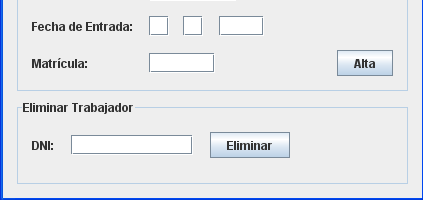 Fecha de Entrada:
Matrícula:
Alta
Eliminar Trabajador
DNI:
Eliminar